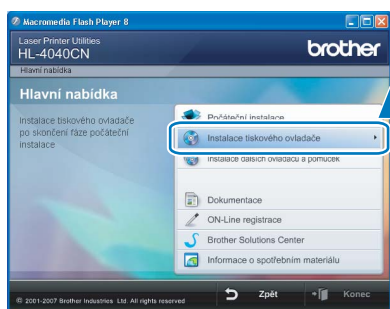 Macromedia Flash Player 8
Laser Printer Utilities
HL-4040CN
brother
Hlavní nabídka
Hlavní nabídka
Instalace tiskového ovladače
po skončení fáze počáteční
instalace
Počáteční instalace
Instalace tiskového ovladače
Instalace dalších ovladačů a pomůcek
Dokumentace
ON-Line registrace
Brother Solutions Center
Informace o spotřebním materiálu
© 2001-2007 Brother Industries Ltd. All rights reserved
Zpět
Konec